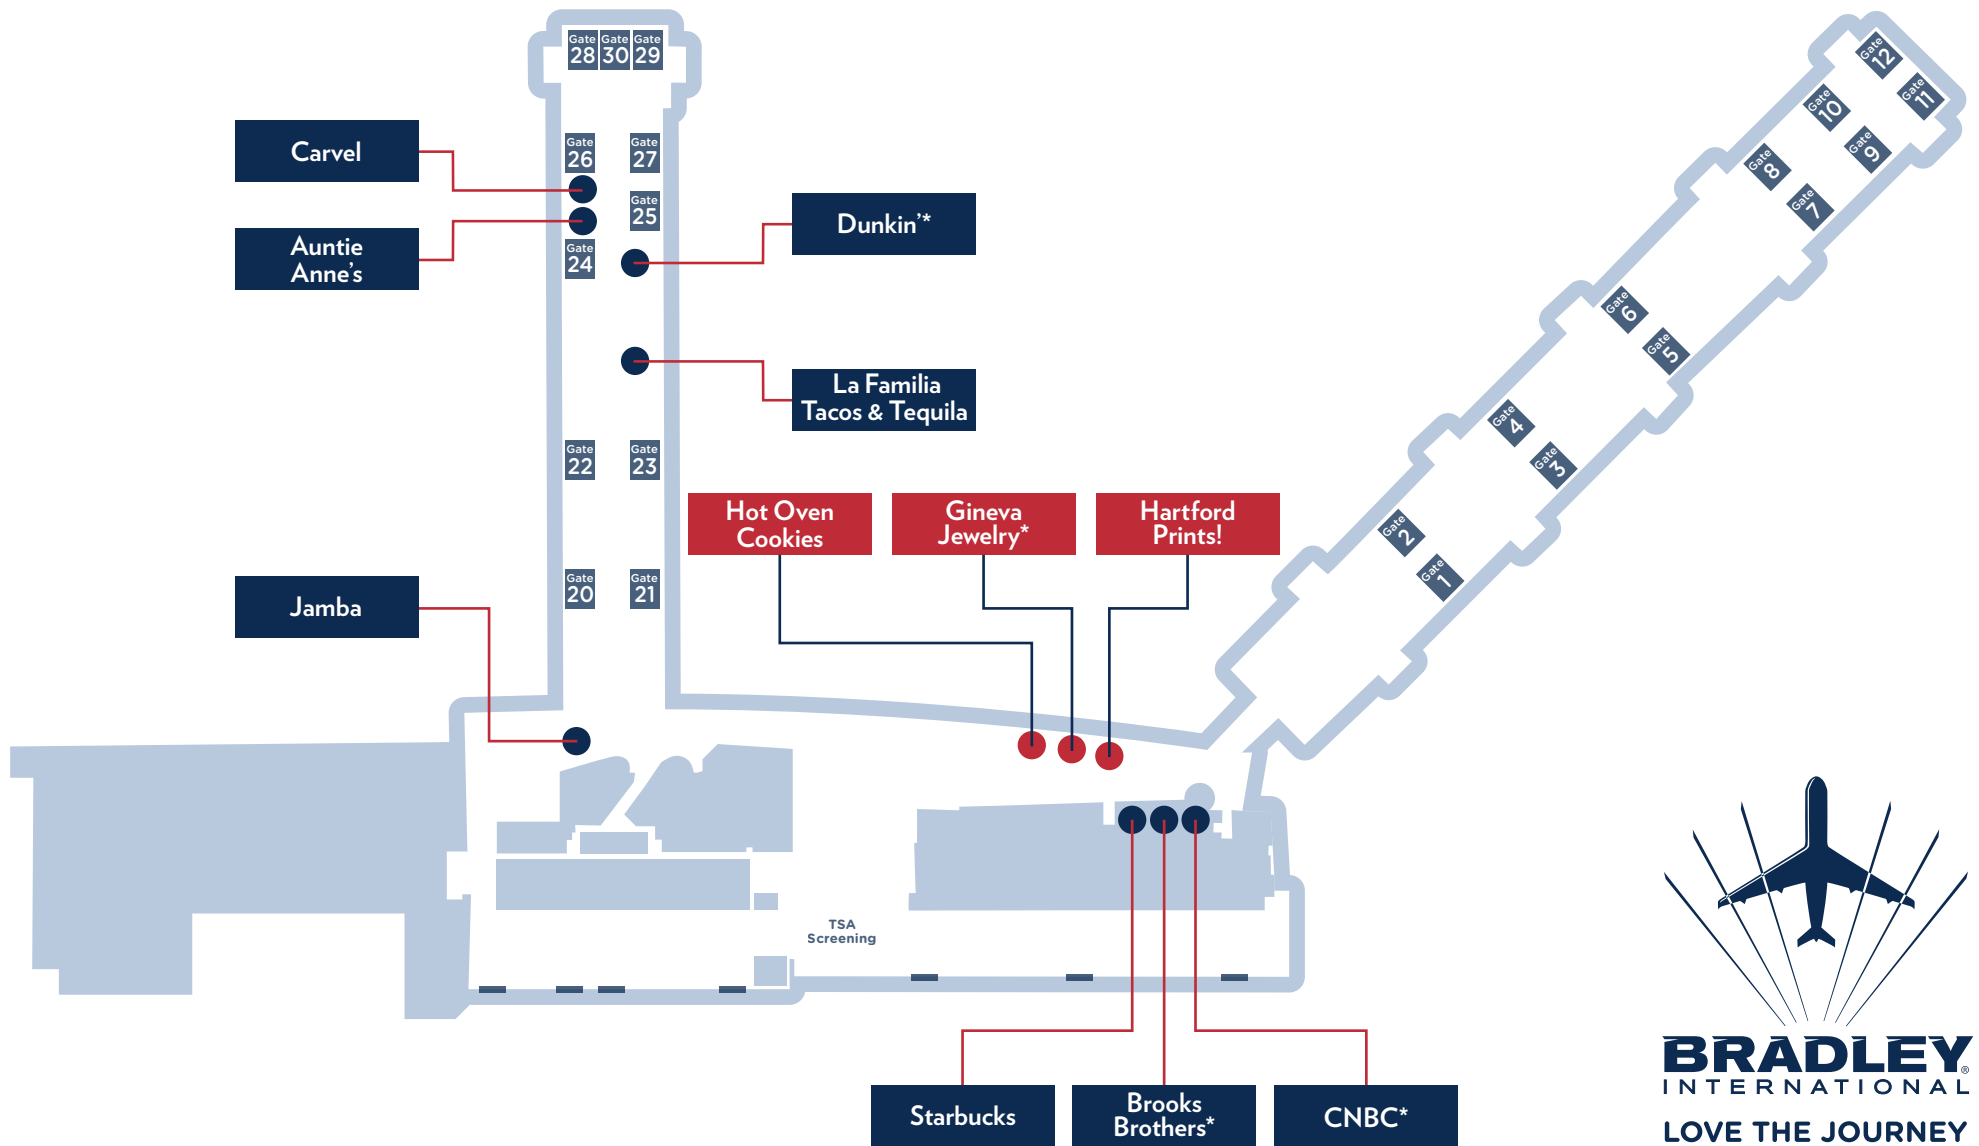 Gate
28
Gate
30
Gate
29
Gate
12
Gate
11
Gate
10
Gate
9
Carvel
Gate
26
Gate
27
Gate
8
Gate
7
Gate
25
Dunkin'*
Auntie
Anne's
Gate
24
Gate
6
Gate
5
La Familia
Tacos & Tequila
Gate
4
Gate
3
Gate
22
Gate
23
Hot Oven
Cookies
Gineva
Jewelry*
Hartford
Prints!
Gate
2
Gate
1
Jamba
Gate
20
Gate
21
TSA
Screening
Starbucks
Brooks
Brothers*
CNBC*
BRADLEY®
INTERNATIONAL
LOVE THE JOURNEY